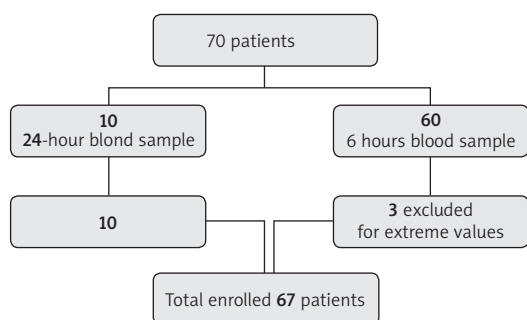 70 patients
10
24-hour blond sample
60
6 hours blood sample
10
3 excluded
for extreme values
Total enrolled 67 patients